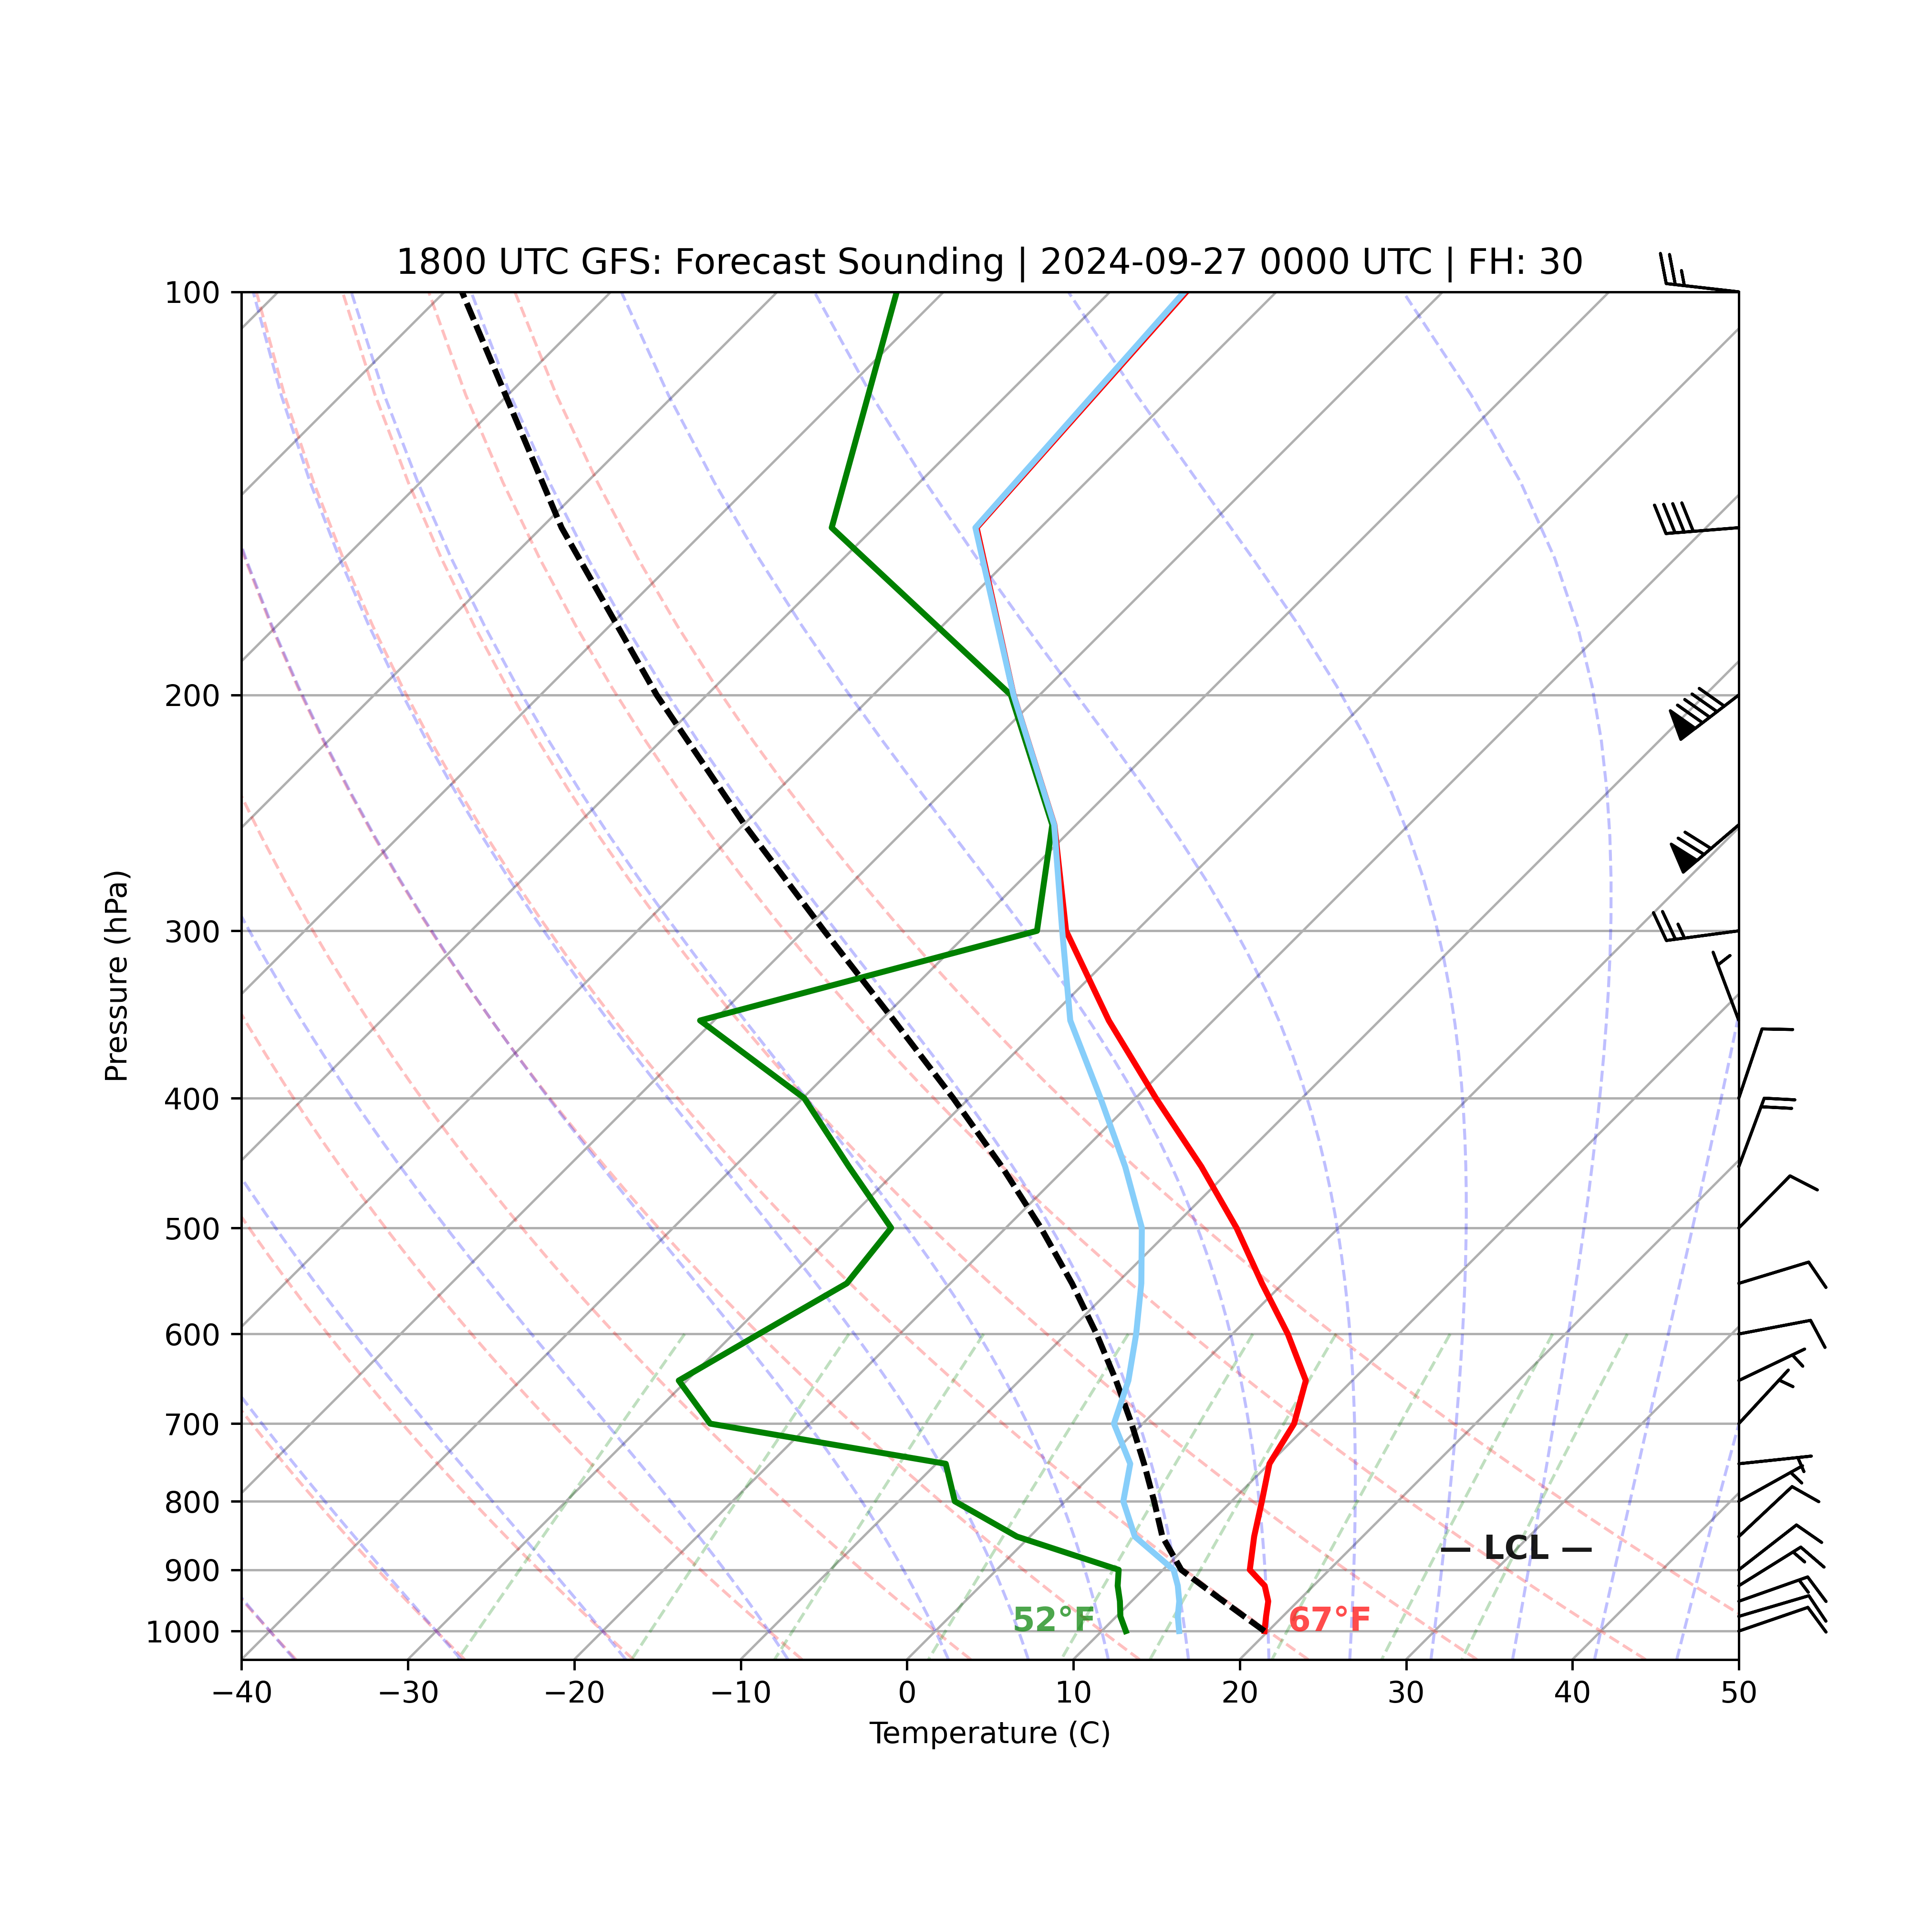 1800 UTC GFS: Forecast Sounding | 2024-09-27 0000 UTC | FH: 30
100
200
300
400
500
600
700
800
900
1000
Pressure (hPa)
— LCL —
52°F
67°F
−40 −30 −20 −10 0 10 20 30 40 50
Temperature (C)